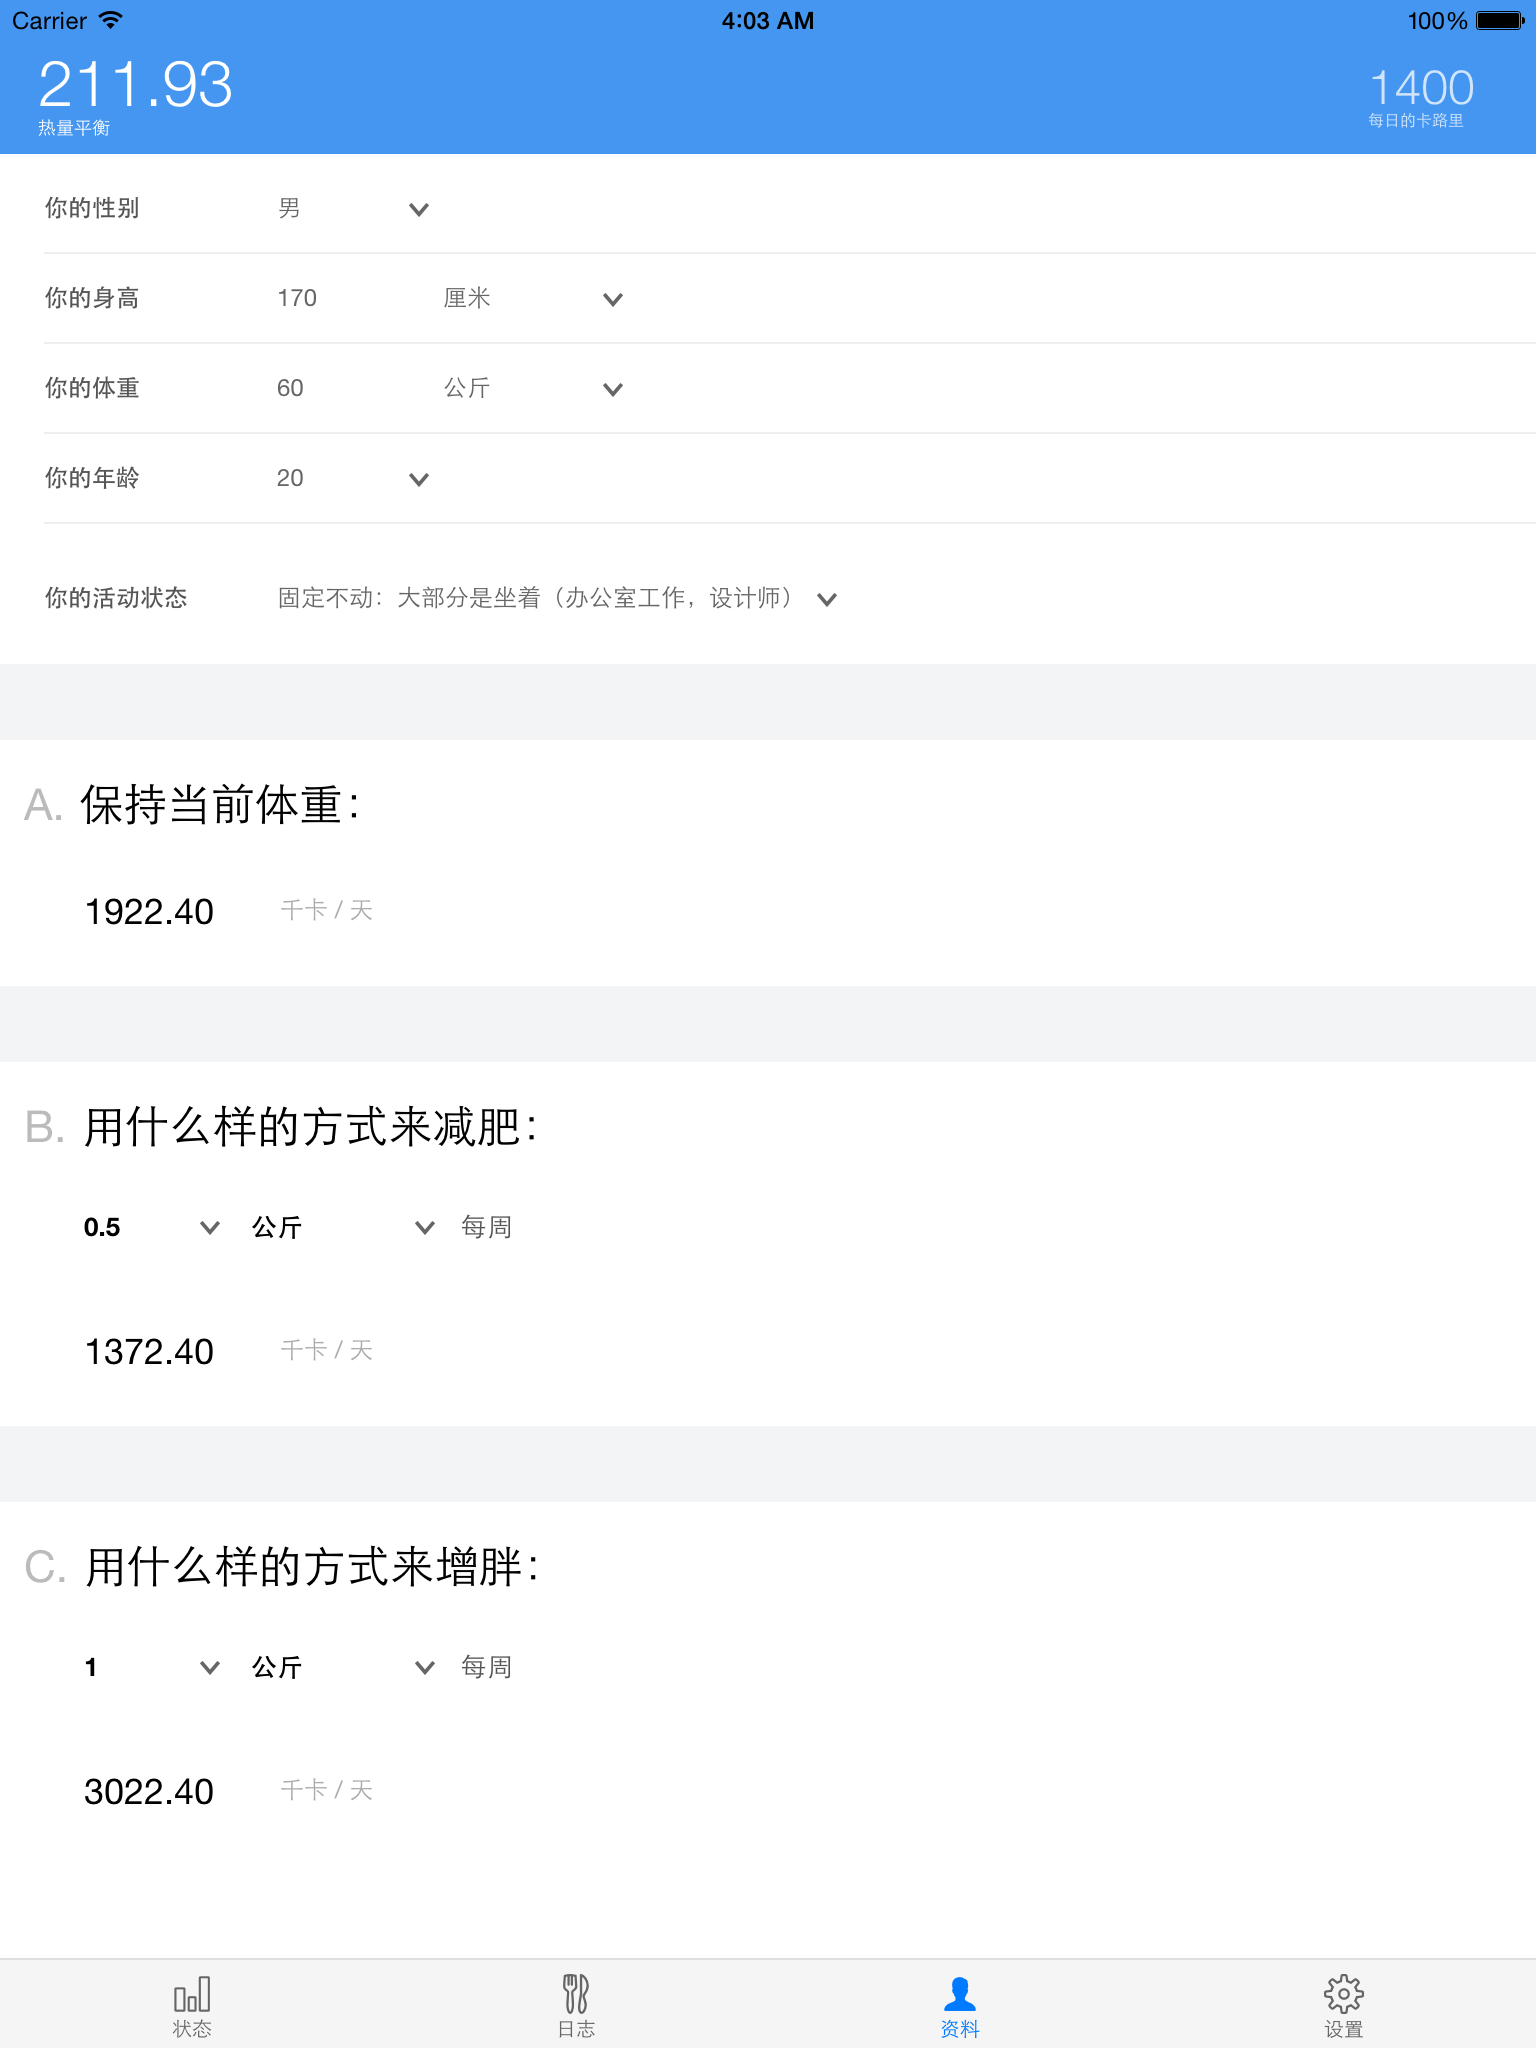 Carrier 4:03 AM 100%
211.93 1400
热量平衡 每日的卡路里
你的性别 男
你的身高 170 厘米
你的体重 60 公斤
你的年龄 20
你的活动状态 固定不动：大部分是坐着（办公室工作，设计师）
A. 保持当前体重：
1922.40 千卡 / 天
B. 用什么样的方式来减肥：
0.5 公斤 每周
1372.40 千卡 / 天
C. 用什么样的方式来增胖：
1 公斤 每周
3022.40 千卡 / 天
状态 日志 资料 设置